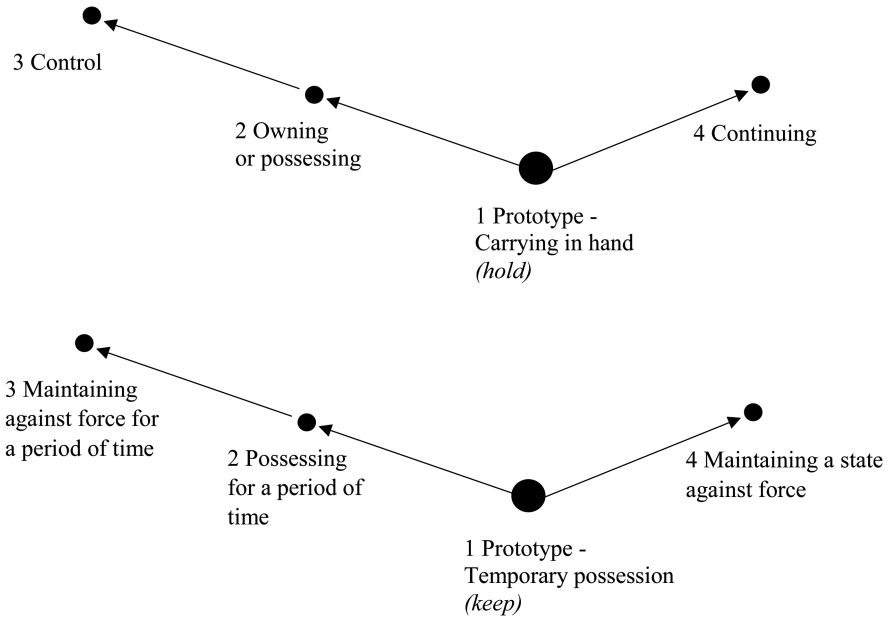 3 Control
2 Owning
or possessing
4 Continuing
1 Prototype -
Carrying in hand
(hold)
3 Maintaining
against force for
a period of time
2 Possessing
for a period of
time
4 Maintaining a state
against force
1 Prototype -
Temporary possession
(keep)